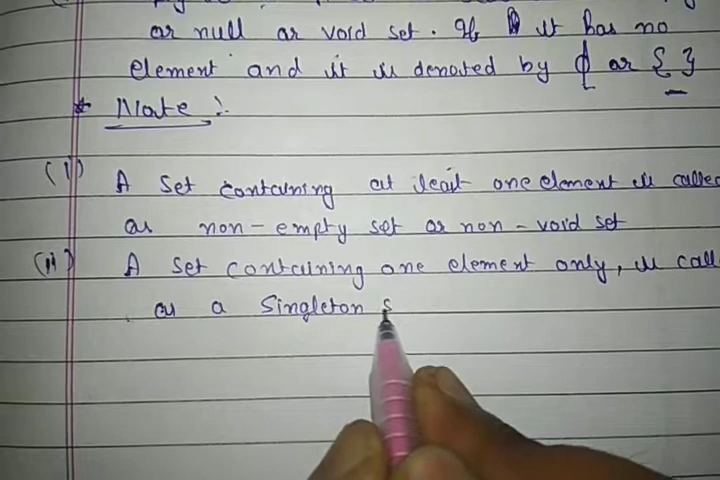 or null or void set. If it has no
element and it is denoted by ϕ or { }
* Note :-
(i) A set containing at least one element is called
as non-empty set or non-void set
(ii) A set containing one element only, is call
as a Singleton s